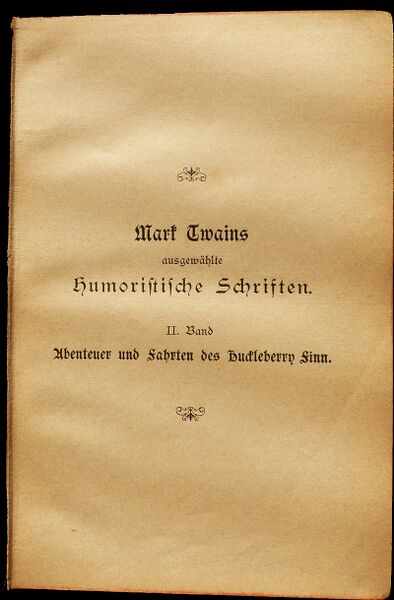 Mark Twains
ausgewählte
Humoristische Schriften.
II. Band
Abenteuer und Fahrten des Huckleberry Finn.